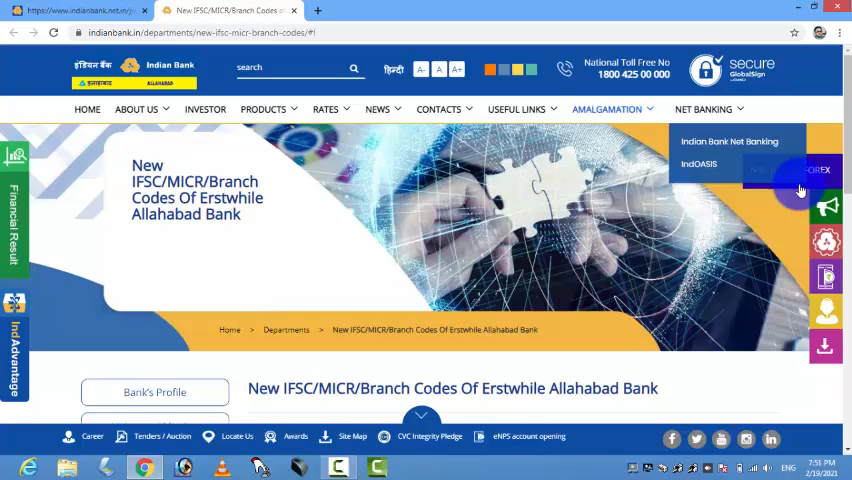 https://www.indianbank.net.in/js
New IFSC/MICR/Branch Codes of
indianbank.in/departments/new-ifsc-micr-branch-codes/#!
इंडियन बैंक Indian Bank
इलाहाबाद ALLAHABAD
search
हिन्दी A- A A+
National Toll Free No
1800 425 00 000
secure
GlobalSign
HOME ABOUT US INVESTOR PRODUCTS RATES NEWS CONTACTS USEFUL LINKS AMALGAMATION NET BANKING
Indian Bank Net Banking
IndOASIS
FOREX
New
IFSC/MICR/Branch
Codes Of Erstwhile
Allahabad Bank
Financial Result
IndAdvantage
Home > Departments > New IFSC/MICR/Branch Codes Of Erstwhile Allahabad Bank
Bank's Profile
New IFSC/MICR/Branch Codes Of Erstwhile Allahabad Bank
Career Tenders / Auction Locate Us Awards Site Map CVC Integrity Pledge eNPS account opening
ENG
7:51 PM
2/19/2021